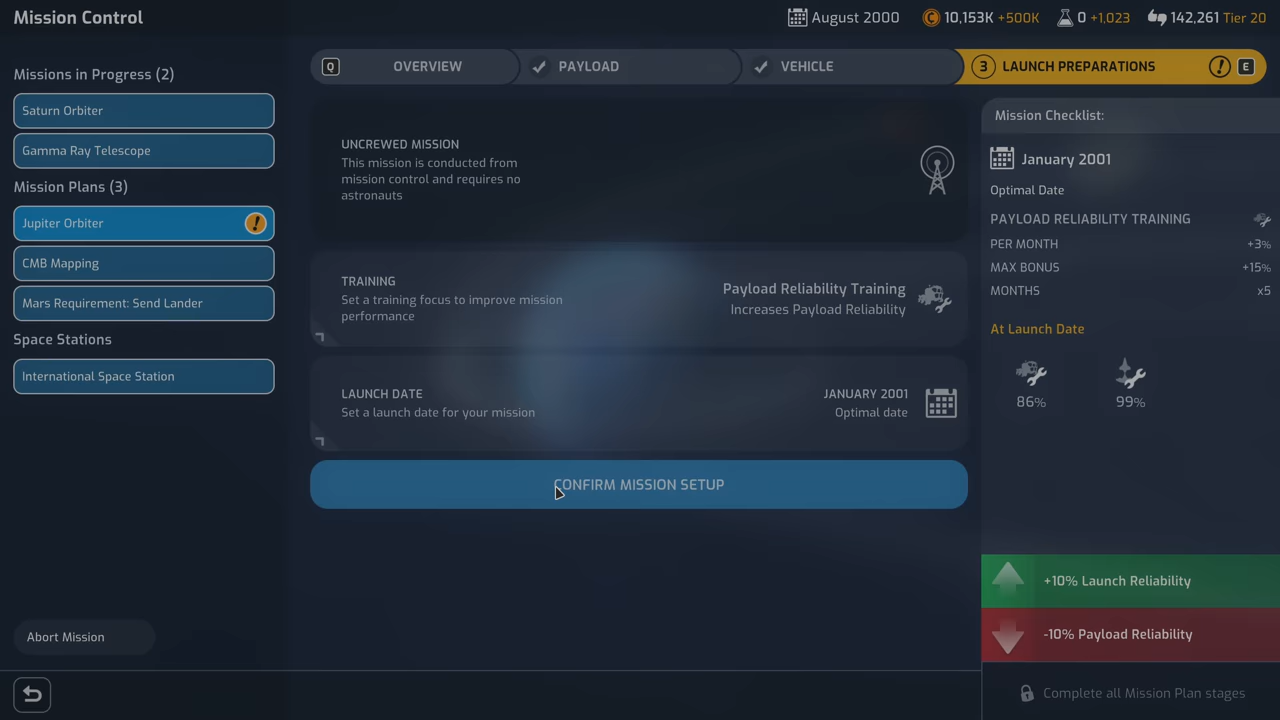 Mission Control
August 2000
10,153K +500K
0 +1,023
142,261 Tier 20
Missions in Progress (2)
Saturn Orbiter
Gamma Ray Telescope
Mission Plans (3)
Jupiter Orbiter
!
CMB Mapping
Mars Requirement: Send Lander
Space Stations
International Space Station
Abort Mission
Q
OVERVIEW
PAYLOAD
VEHICLE
3
LAUNCH PREPARATIONS
!
E
UNCREWED MISSION
This mission is conducted from
mission control and requires no
astronauts
TRAINING
Set a training focus to improve mission
performance
Payload Reliability Training
Increases Payload Reliability
LAUNCH DATE
Set a launch date for your mission
JANUARY 2001
Optimal date
CONFIRM MISSION SETUP
Mission Checklist:
January 2001
Optimal Date
PAYLOAD RELIABILITY TRAINING
PER MONTH +3%
MAX BONUS +15%
MONTHS x5
At Launch Date
86% 99%
+10% Launch Reliability
-10% Payload Reliability
Complete all Mission Plan stages